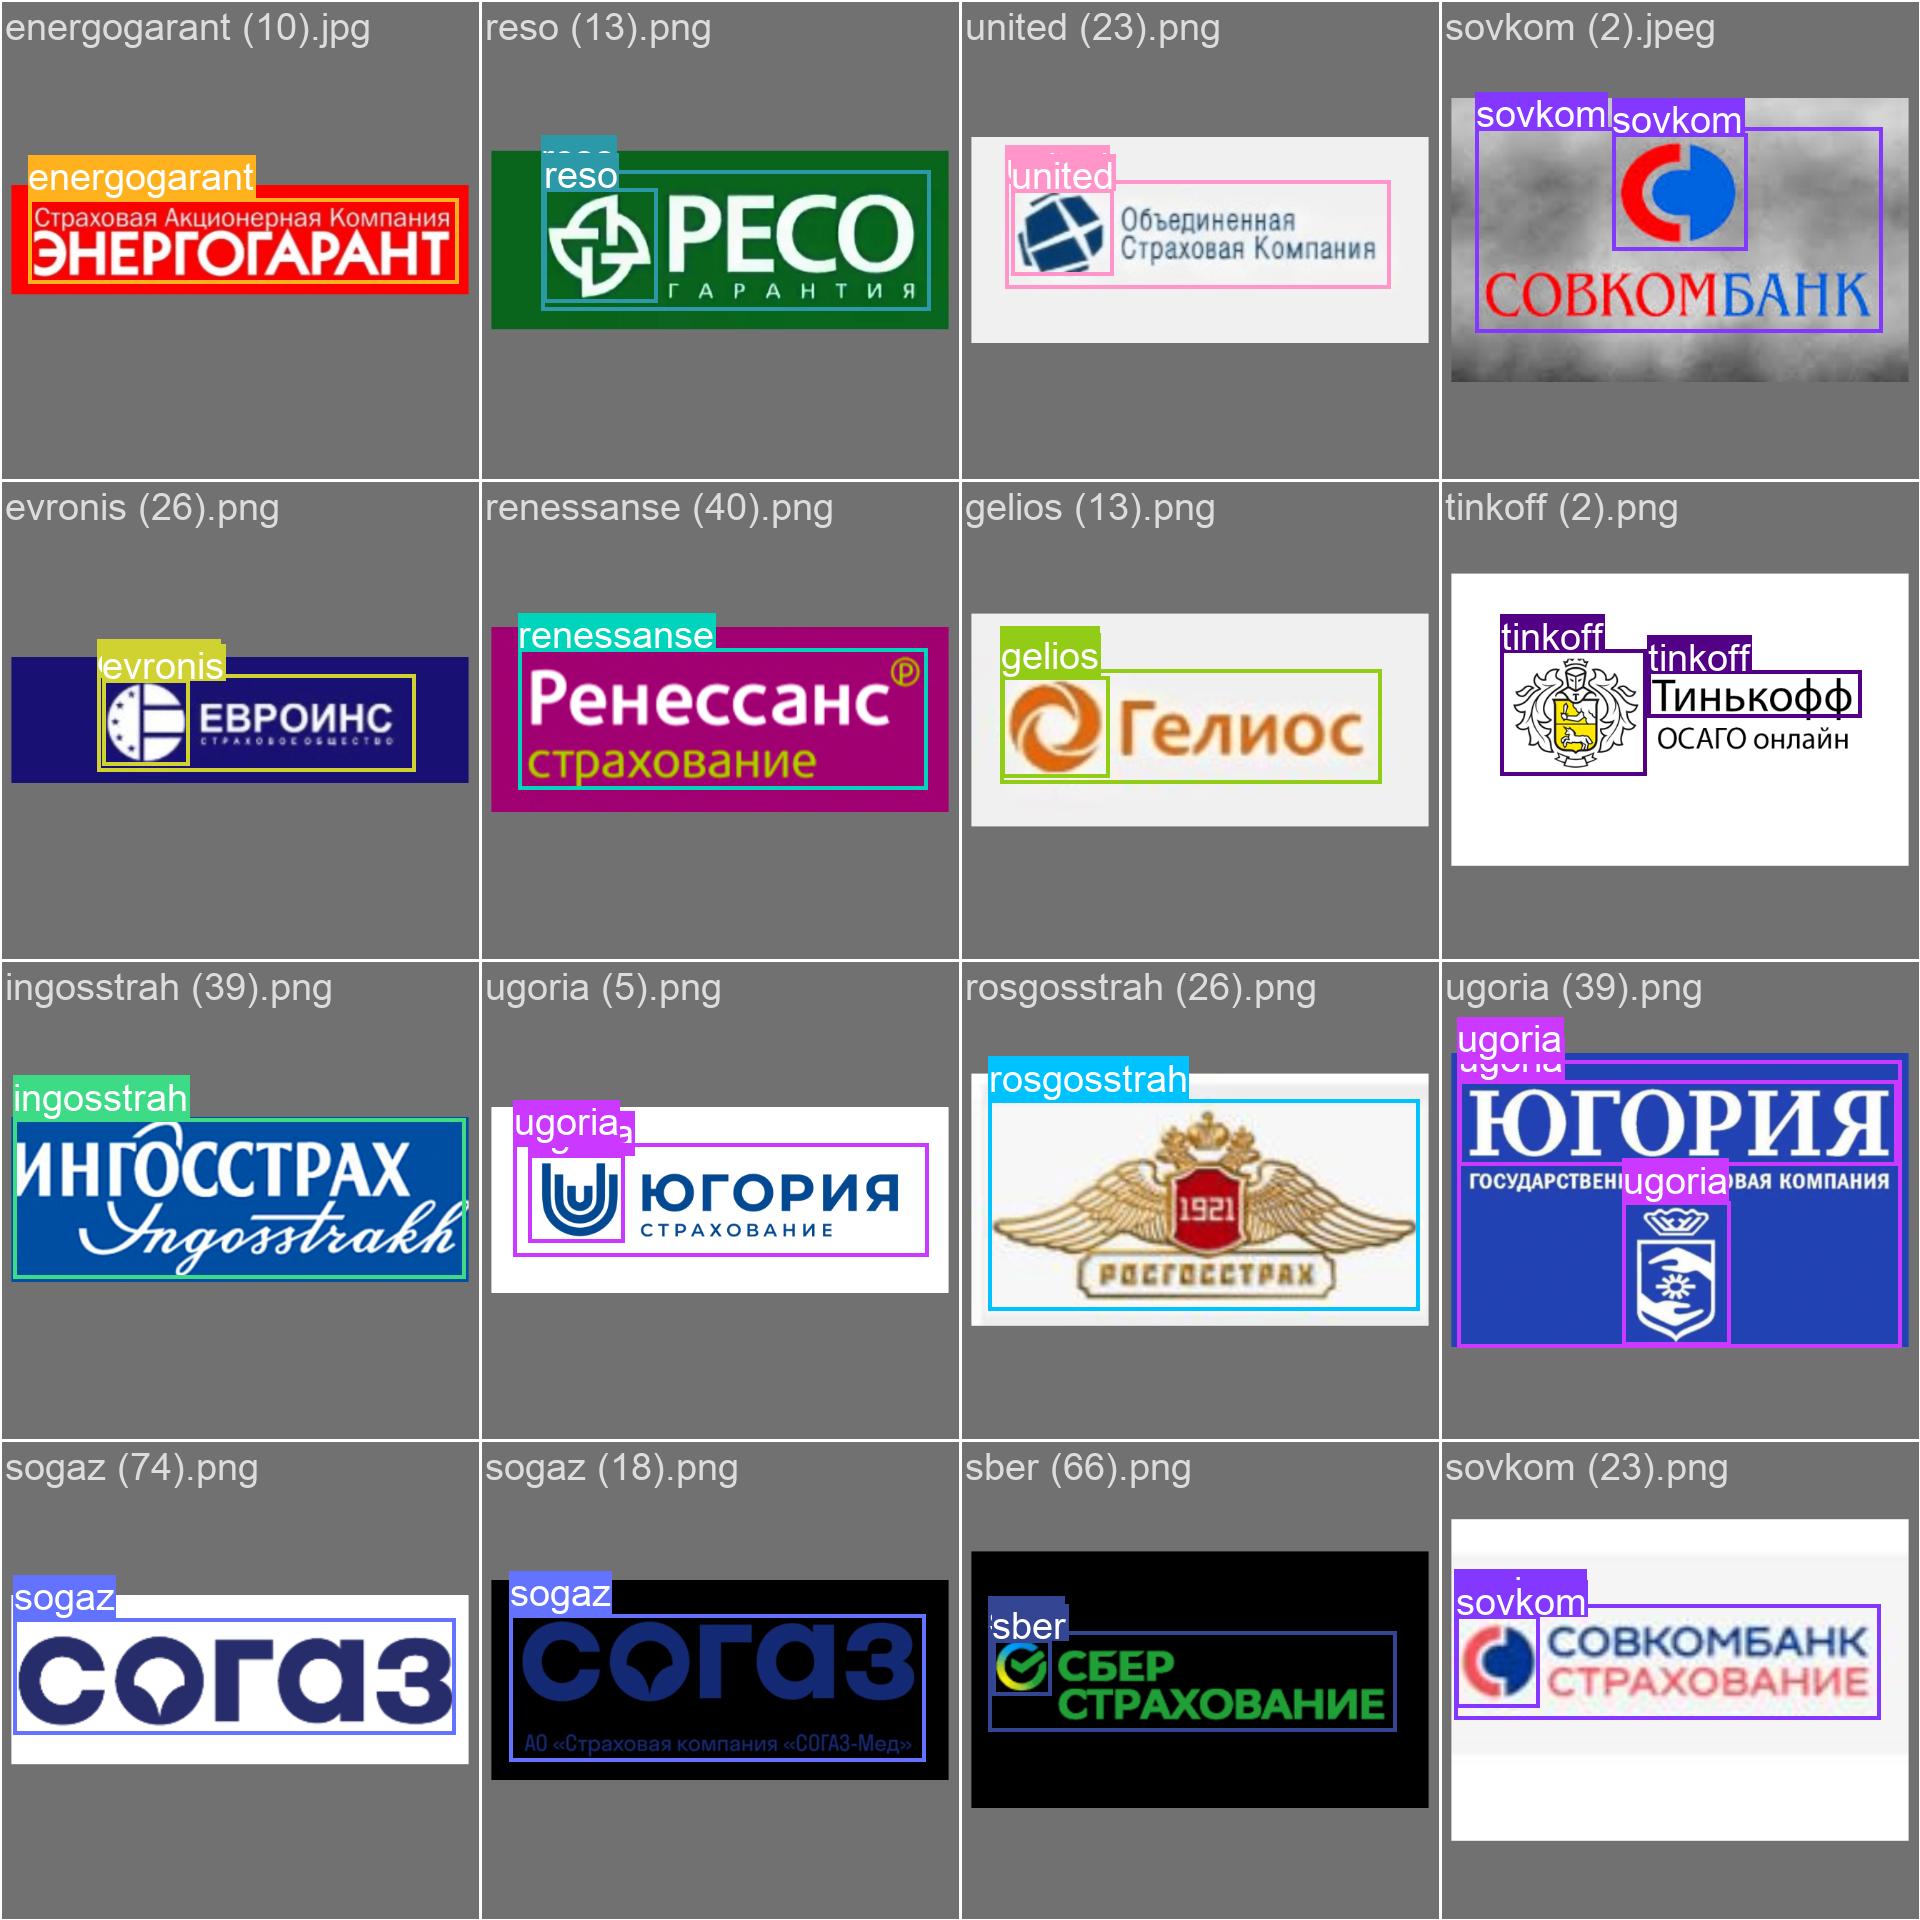 energogarant (10).jpg
energogarant
Страховая Акционерная Компания
ЭНЕРГОГАРАНТ
reso (13).png
reso
РЕСО
ГАРАНТИЯ
united (23).png
united
Объединенная
Страховая Компания
sovkom (2).jpeg
sovkom
sovkom
СОВКОМБАНК
evronis (26).png
evronis
ЕВРОИНС
СТРАХОВОЕ ОБЩЕСТВО
renessanse (40).png
renessanse
Ренессанс
страхование
gelios (13).png
gelios
Гелиос
tinkoff (2).png
tinkoff
tinkoff
Тинькофф
ОСАГО онлайн
ingosstrah (39).png
ingosstrah
ИНГОССТРАХ
Ingosstrakh
ugoria (5).png
ugoria
ЮГОРИЯ
СТРАХОВАНИЕ
rosgosstrah (26).png
rosgosstrah
1921
РОСГОССТРАХ
ugoria (39).png
ugoria
ugoria
ЮГОРИЯ
КОМПАНИЯ
ugoria
sogaz (74).png
sogaz
согаз
sogaz (18).png
sogaz
согаз
АО «Страховая компания «СОГАЗ-Мед»
sber (66).png
sber
СБЕР
СТРАХОВАНИЕ
sovkom (23).png
sovkom
СОВКОМБАНК
СТРАХОВАНИЕ